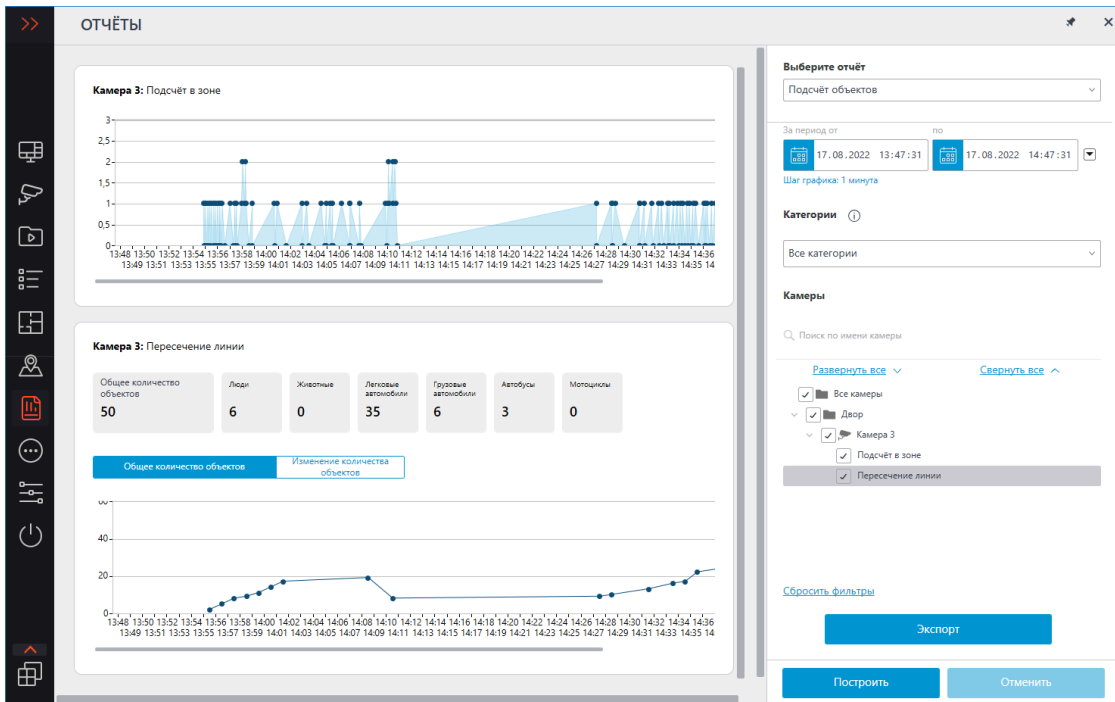 ОТЧЁТЫ
Камера 3: Подсчёт в зоне
3
2,5
2
1,5
1
0,5
0
13:48 13:50 13:52 13:54 13:56 13:58 14:00 14:02 14:04 14:06 14:08 14:10 14:12 14:14 14:16 14:18 14:20 14:22 14:24 14:26 14:28 14:30 14:32 14:34 14:36
13:49 13:51 13:53 13:55 13:57 13:59 14:01 14:03 14:05 14:07 14:09 14:11 14:13 14:15 14:17 14:19 14:21 14:23 14:25 14:27 14:29 14:31 14:33 14:35 14
Камера 3: Пересечение линии
Общее количество объектов
50
Люди
6
Животные
0
Легковые автомобили
35
Грузовые автомобили
6
Автобусы
3
Мотоциклы
0
Общее количество объектов
Изменение количества объектов
60
40
20
0
13:48 13:50 13:52 13:54 13:56 13:58 14:00 14:02 14:04 14:06 14:08 14:10 14:12 14:14 14:16 14:18 14:20 14:22 14:24 14:26 14:28 14:30 14:32 14:34 14:36
13:49 13:51 13:53 13:55 13:57 13:59 14:01 14:03 14:05 14:07 14:09 14:11 14:13 14:15 14:17 14:19 14:21 14:23 14:25 14:27 14:29 14:31 14:33 14:35 14
Выберите отчёт
Подсчёт объектов
За период от
по
17.08.2022 13:47:31
17.08.2022 14:47:31
Шаг графика: 1 минута
Категории
Все категории
Камеры
Поиск по имени камеры
Развернуть все
Свернуть все
Все камеры
Двор
Камера 3
Подсчёт в зоне
Пересечение линии
Сбросить фильтры
Экспорт
Построить
Отменить